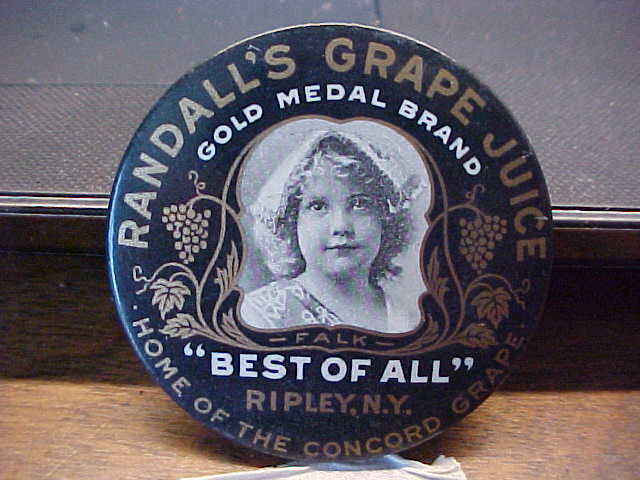 RANDALL'S GRAPE JUICE
GOLD MEDAL BRAND
— FALK —
"BEST OF ALL"
RIPLEY, N.Y.
· HOME OF THE CONCORD GRAPE ·